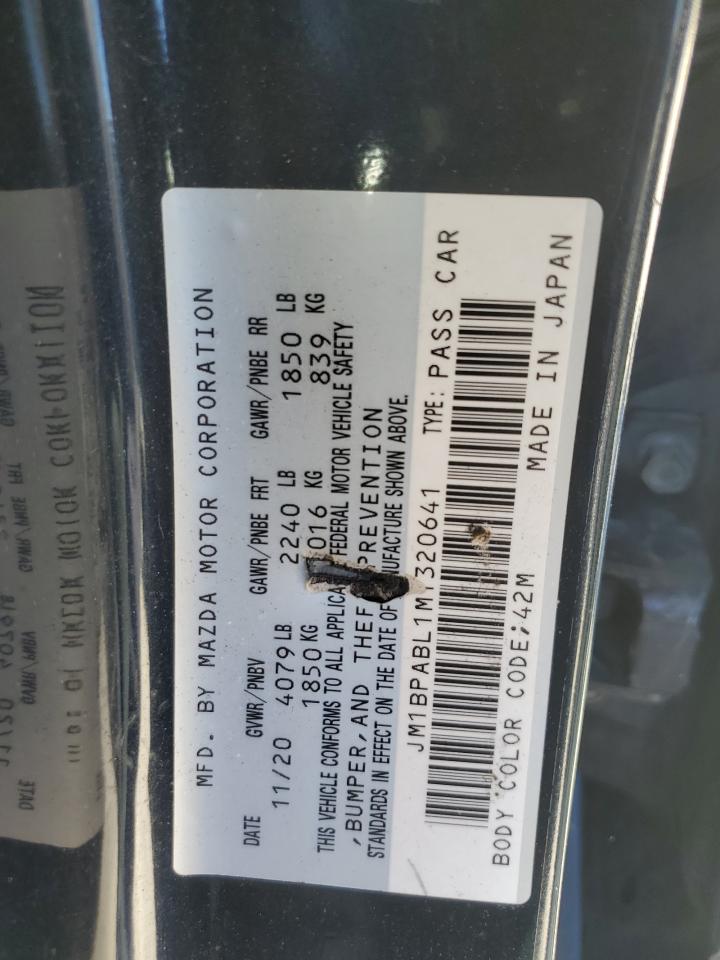 MFD. BY MAZDA MOTOR CORPORATION
DATE GVWR/PNBV GAWR/PNBE FRT GAWR/PNBE RR
11/20 4079 LB 2240 LB 1850 LB
1850 KG 016 KG 839 KG
THIS VEHICLE CONFORMS TO ALL APPLICA FEDERAL MOTOR VEHICLE SAFETY
,BUMPER, AND THEF PREVENTION
STANDARDS IN EFFECT ON THE DATE OF UFACTURE SHOWN ABOVE.
JM1BPABL1M 320641 TYPE: PASS CAR
BODY COLOR CODE;42M MADE IN JAPAN